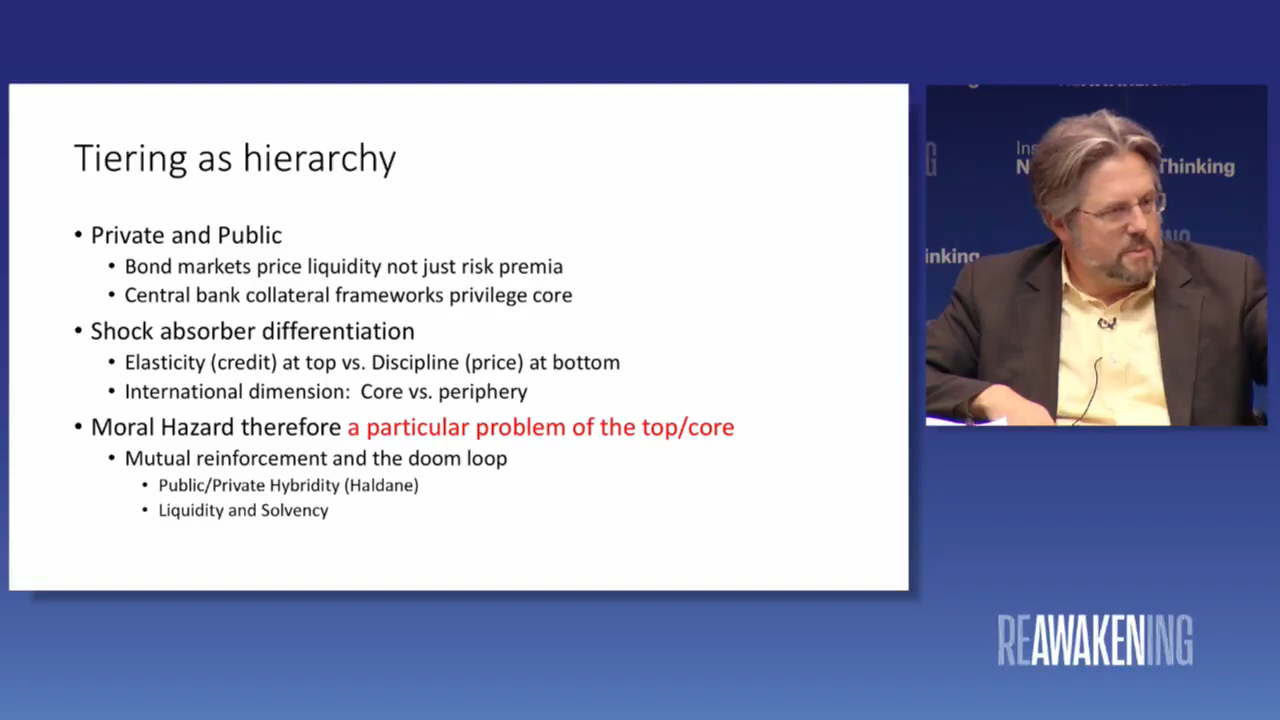 Tiering as hierarchy
• Private and Public
• Bond markets price liquidity not just risk premia
• Central bank collateral frameworks privilege core
• Shock absorber differentiation
• Elasticity (credit) at top vs. Discipline (price) at bottom
• International dimension: Core vs. periphery
• Moral Hazard therefore a particular problem of the top/core
• Mutual reinforcement and the doom loop
• Public/Private Hybridity (Haldane)
• Liquidity and Solvency
Ins
N Thinking
inking
REAWAKENING